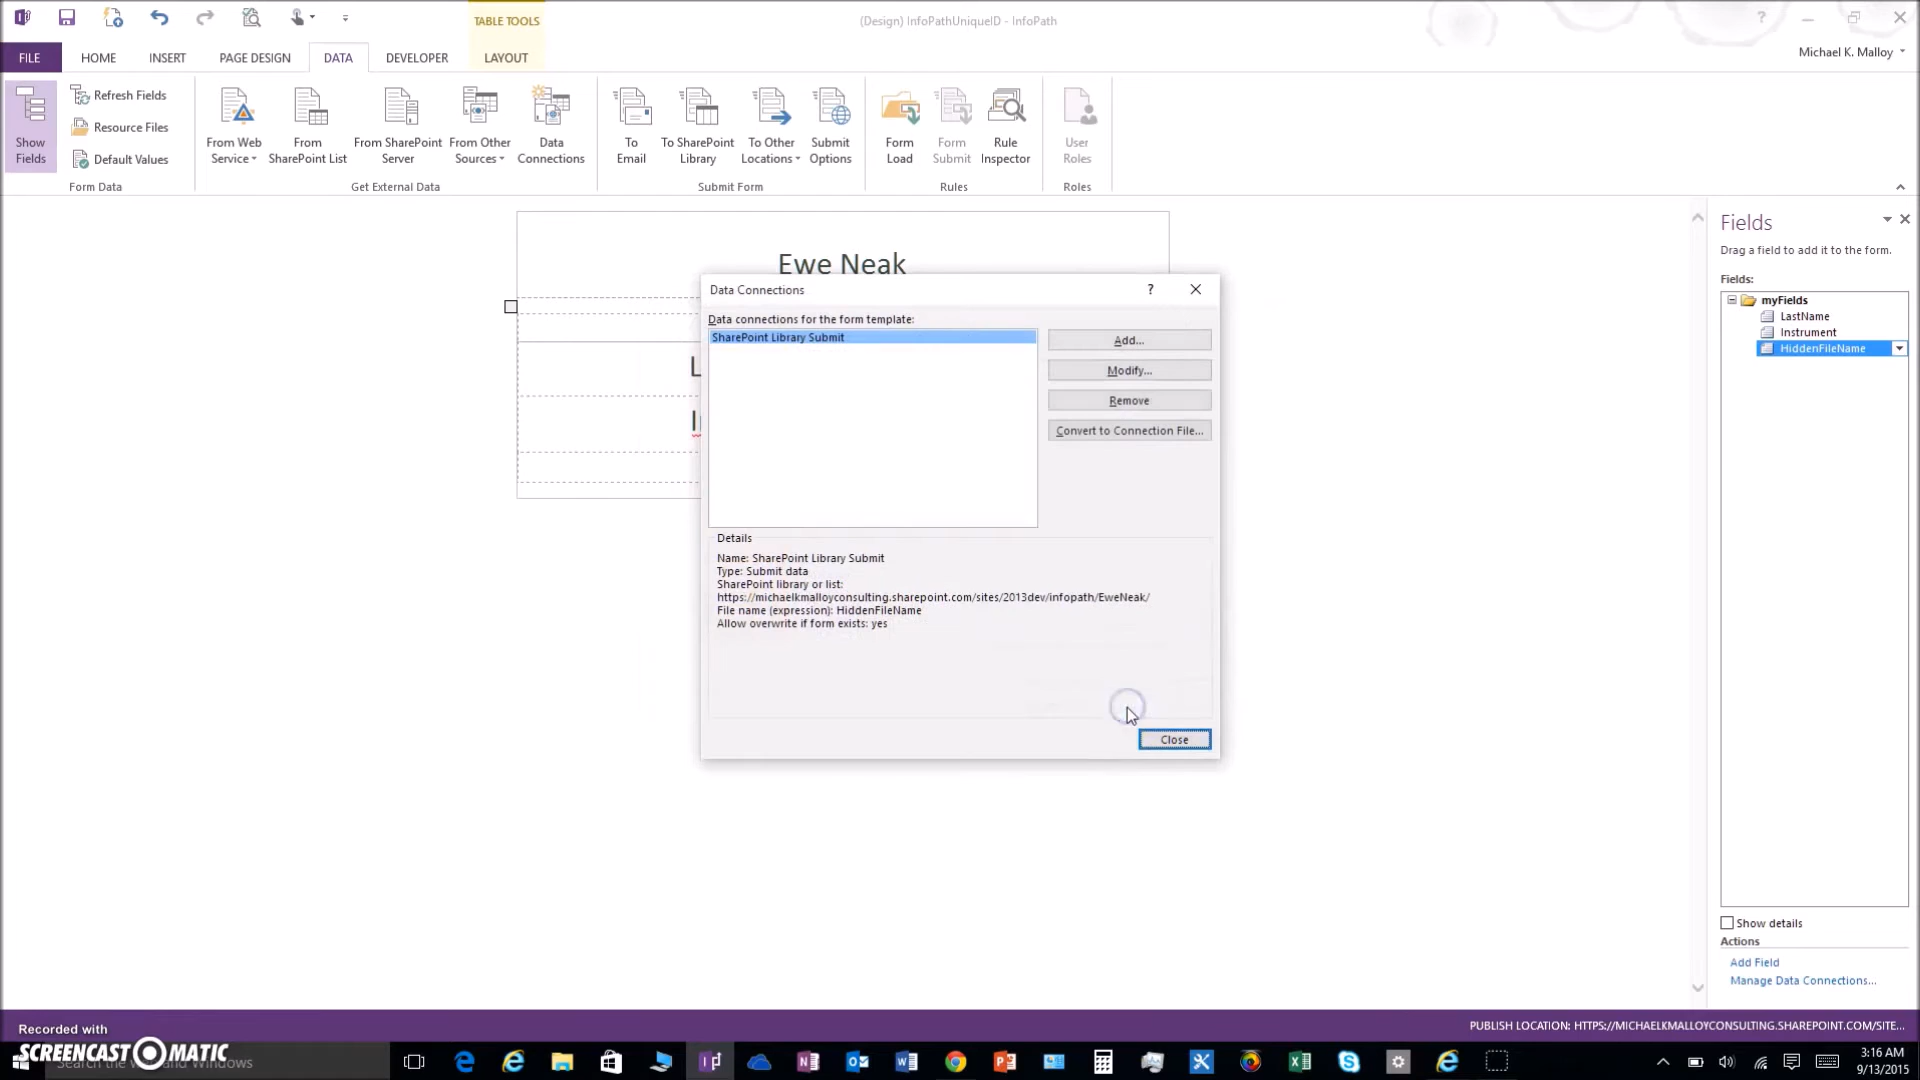 TABLE TOOLS
(Design) InfoPathUniqueID - InfoPath
?
FILE
HOME
INSERT
PAGE DESIGN
DATA
DEVELOPER
LAYOUT
Michael K. Malloy
Show Fields
Refresh Fields
Resource Files
Default Values
From Web Service
From SharePoint List
From SharePoint Server
From Other Sources
Data Connections
To Email
To SharePoint Library
To Other Locations
Submit Options
Form Load
Form Submit
Rule Inspector
User Roles
Form Data
Get External Data
Submit Form
Rules
Roles
Ewe Neak
L
I
Data Connections
?
Data connections for the form template:
SharePoint Library Submit
Add...
Modify...
Remove
Convert to Connection File...
Details
Name: SharePoint Library Submit
Type: Submit data
SharePoint library or list:
https://michaelkmalloyconsulting.sharepoint.com/sites/2013dev/infopath/EweNeak/
File name (expression): HiddenFileName
Allow overwrite if form exists: yes
Close
Fields
Drag a field to add it to the form.
Fields:
myFields
LastName
Instrument
HiddenFileName
Show details
Actions
Add Field
Manage Data Connections...
Recorded with
SCREENCAST MATIC
PUBLISH LOCATION: HTTPS://MICHAELKMALLOYCONSULTING.SHAREPOINT.COM/SITE...
Search the web and Windows
3:16 AM
9/13/2015